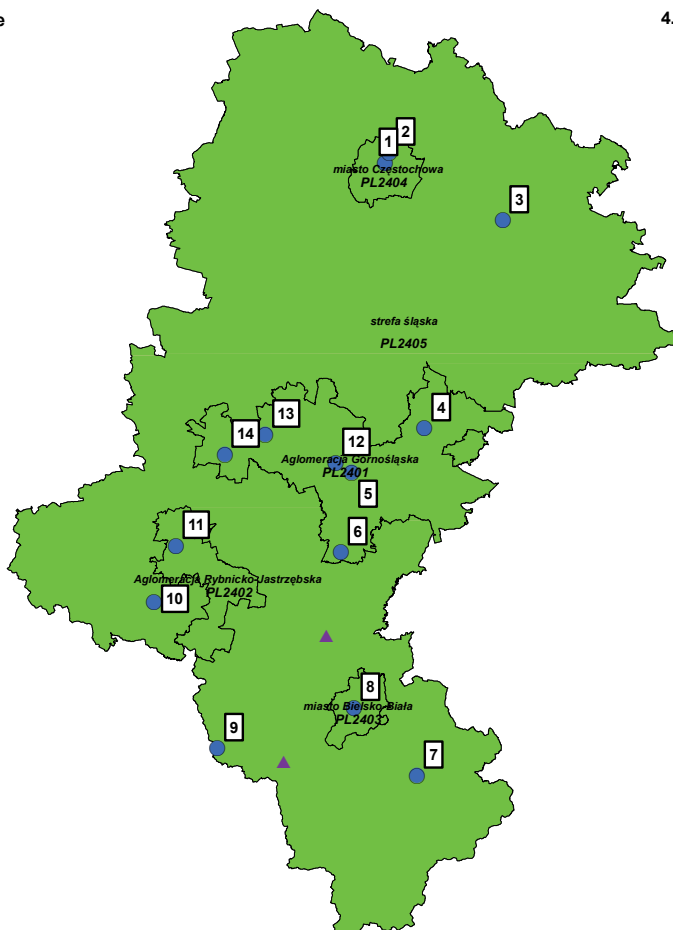 e
4.
2
1
miasto Częstochowa
PL2404
3
strefa śląska
PL2405
4
13
14
12
Aglomeracja Górnośląska
PL2401
5
11
6
Aglomeracja Rybnicko-Jastrzębska
PL2402
10
8
miasto Bielsko-Biała
PL2403
9
7